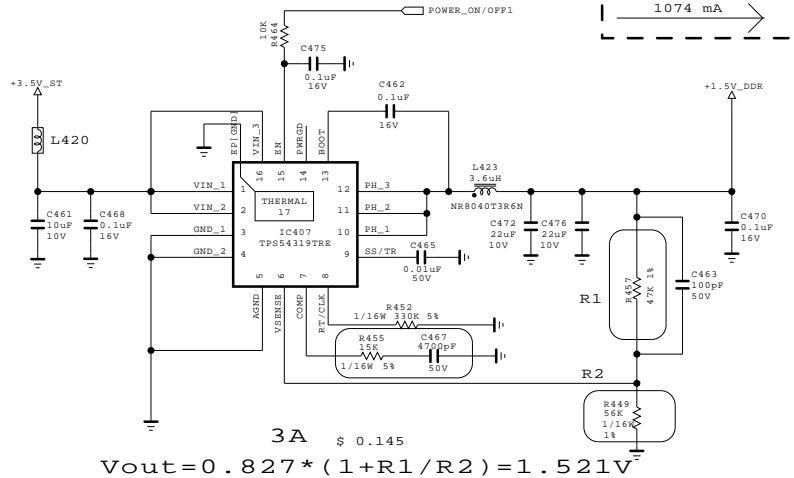 1074 mA
POWER_ON/OFF1
10K
R464
C475
0.1uF
16V
+3.5V_ST
L420
C462
0.1uF
16V
+1.5V_DDR
EP[GND]
VIN_3
EN
PWRGD
BOOT
16
15
14
13
L423
3.6uH
NR8040T3R6N
VIN_1
1
THERMAL
17
12
PH_3
VIN_2
2
11
PH_2
GND_1
3
IC407
TPS54319TRE
10
PH_1
GND_2
4
9
SS/TR
C461
10uF
10V
C468
0.1uF
16V
C465
0.01uF
50V
C472
22uF
10V
C476
22uF
10V
C470
0.1uF
16V
5
6
7
8
AGND
VSENSE
COMP
RT/CLK
R1
R457
47K 1%
C463
100pF
50V
R452
1/16W 330K 5%
R455
15K
1/16W 5%
C467
4700pF
50V
R2
R449
56K
1/16W
1%
3A
$ 0.145
Vout=0.827*(1+R1/R2)=1.521V